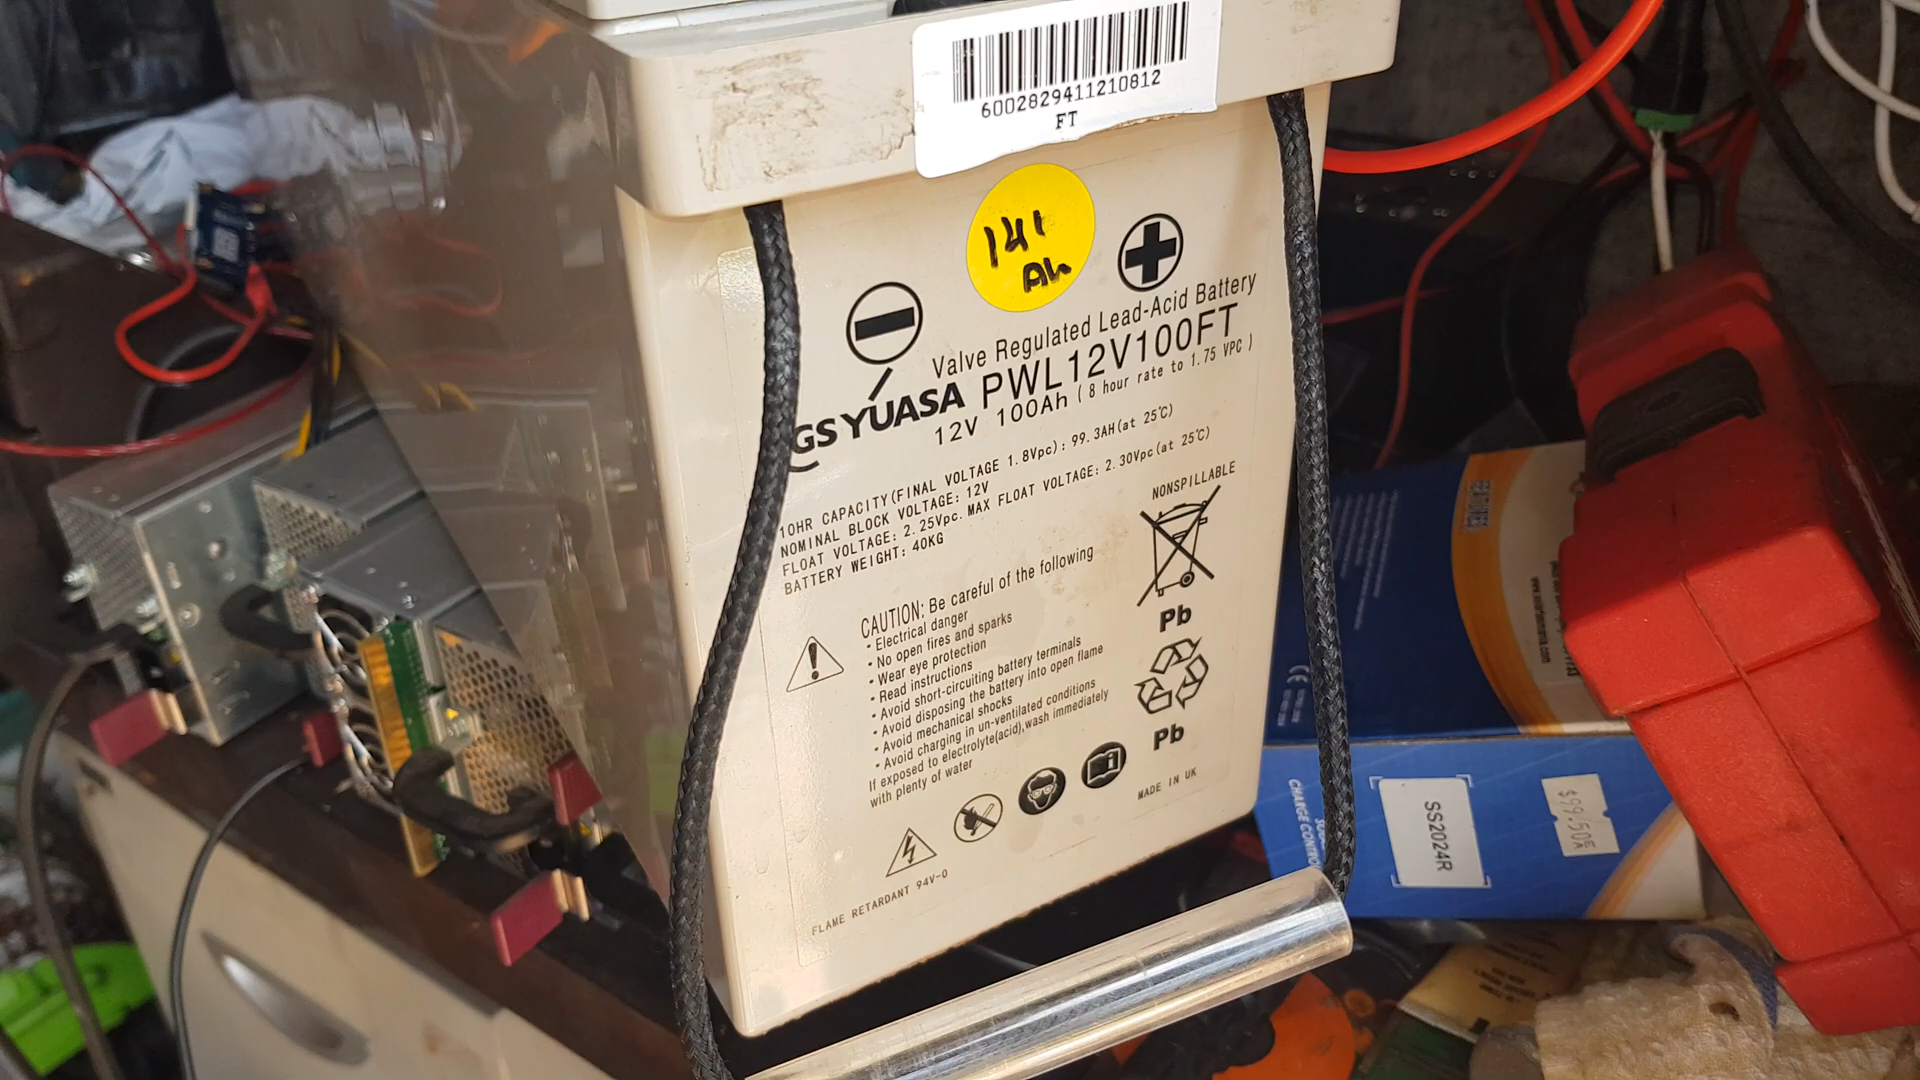 6002829411210812
FT
141
Ah
Valve Regulated Lead-Acid Battery
GS YUASA PWL12V100FT
12V 100Ah (8 hour rate to 1.75 VPC)
10HR CAPACITY(FINAL VOLTAGE 1.8Vpc): 99.3AH(at 25℃)
NOMINAL BLOCK VOLTAGE: 12V
FLOAT VOLTAGE: 2.25Vpc. MAX FLOAT VOLTAGE: 2.30Vpc(at 25℃)
BATTERY WEIGHT: 40KG
NONSPILLABLE
Pb
Pb
CAUTION: Be careful of the following
• Electrical danger
• No open fires and sparks
• Wear eye protection
• Read instructions
• Avoid short-circuiting battery terminals
• Avoid disposing the battery into open flame
• Avoid mechanical shocks
• Avoid charging in un-ventilated conditions
If exposed to electrolyte(acid),wash immediately
with plenty of water
MADE IN UK
FLAME RETARDANT 94V-0
SS2024R
$99.50EA